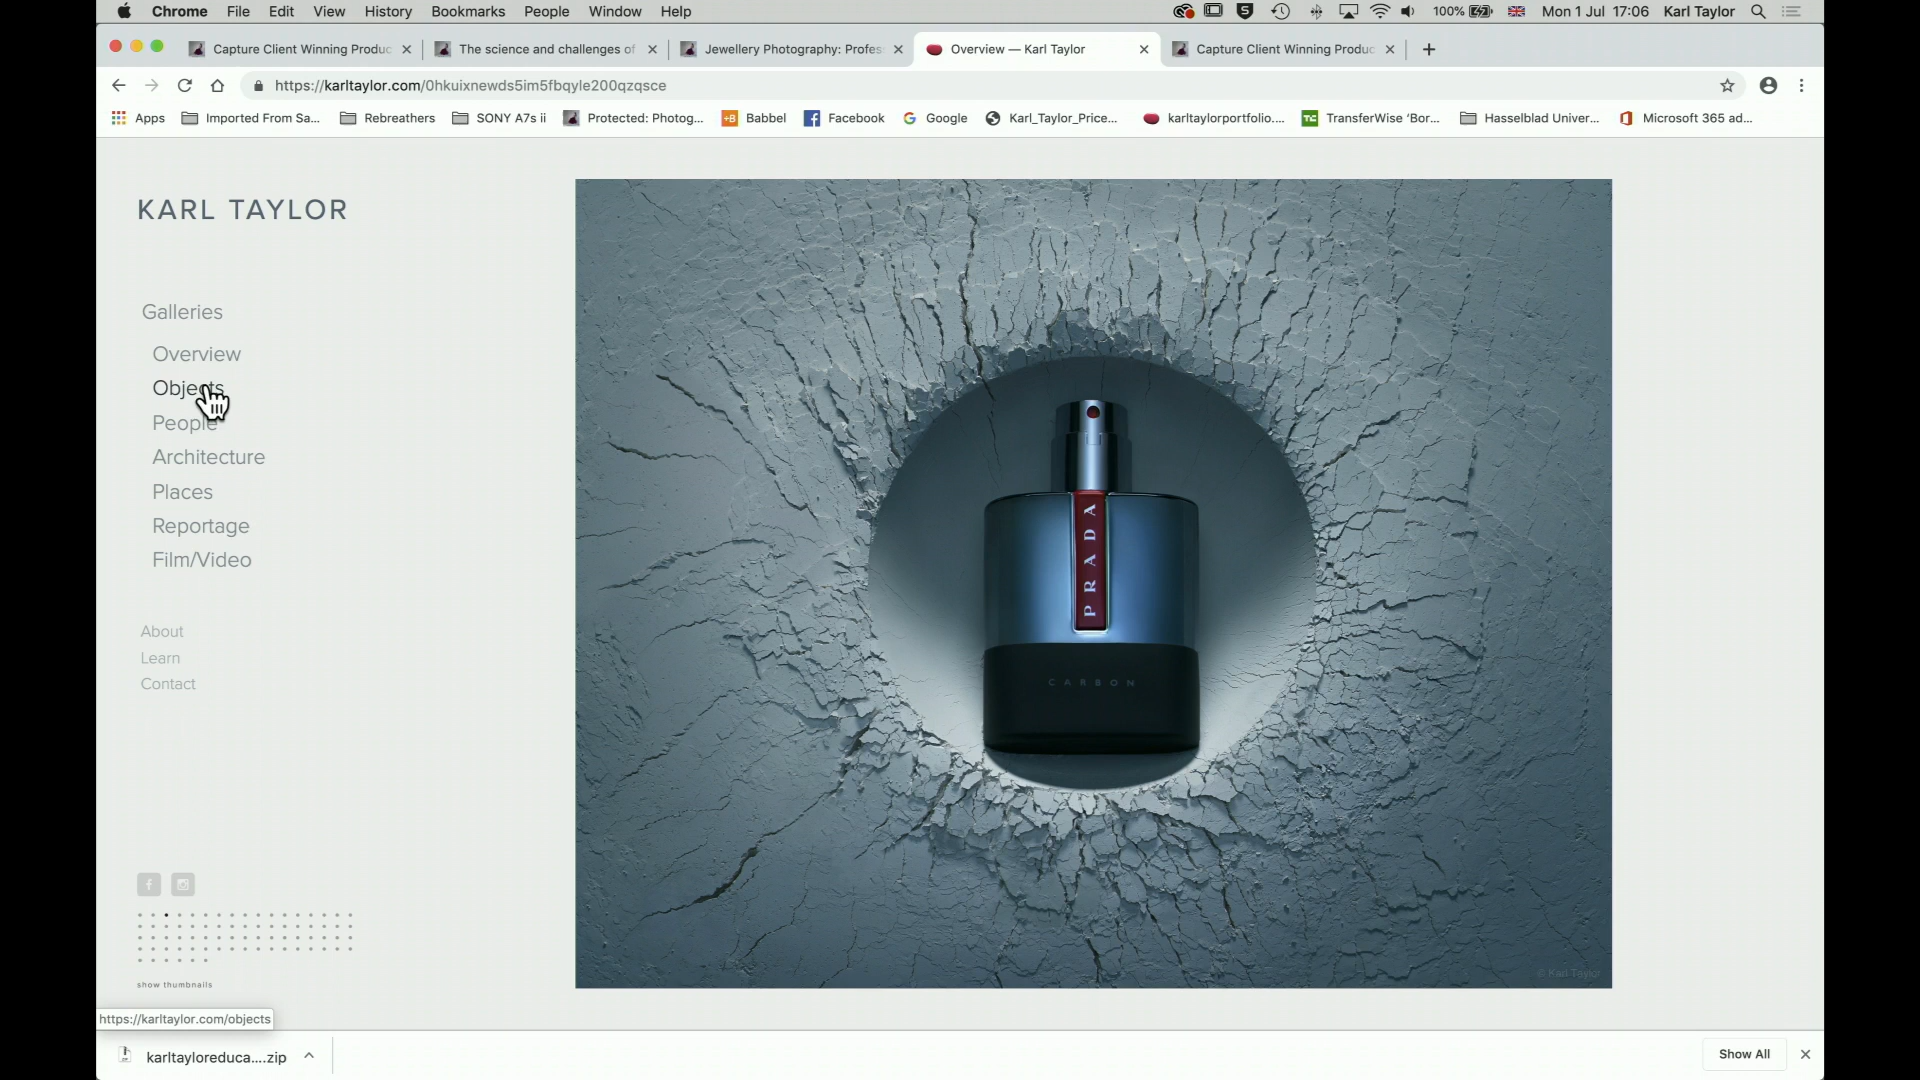 Chrome File Edit View History Bookmarks People Window Help 100% Mon 1 Jul 17:06 Karl Taylor
Capture Client Winning Produc
The science and challenges of
Jewellery Photography: Profes
Overview — Karl Taylor
Capture Client Winning Produc
https://karltaylor.com/0hkuixnewds5im5fbqyle200qzqsce
Apps Imported From Sa... Rebreathers SONY A7s ii Protected: Photog... +B Babbel Facebook Google Karl_Taylor_Price... karltaylorportfolio.... TransferWise ‘Bor... Hasselblad Univer... Microsoft 365 ad...
KARL TAYLOR
Galleries
Overview
Objects
People
Architecture
Places
Reportage
Film/Video
About
Learn
Contact
show thumbnails
PRADA
CARBON
© Karl Taylor
https://karltaylor.com/objects
karltayloreduca....zip
Show All